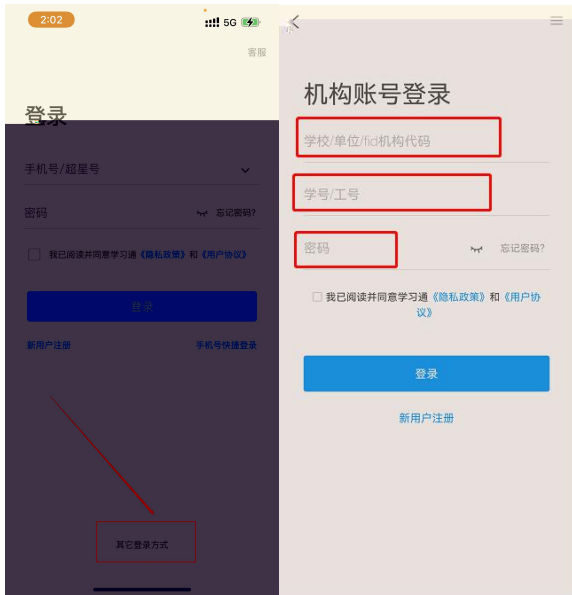 2:02
5G
客服
登录
手机号/超星号
密码
忘记密码?
我已阅读并同意学习通《隐私政策》和《用户协议》
登录
新用户注册
手机号快捷登录
其它登录方式
机构账号登录
学校/单位/fid机构代码
学号/工号
密码
忘记密码?
我已阅读并同意学习通《隐私政策》和《用户协
议》
登录
新用户注册